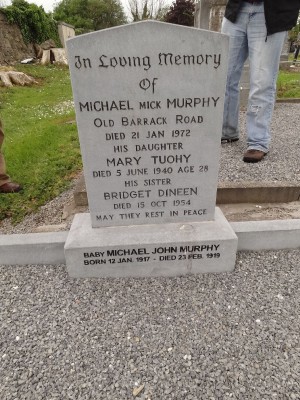 In Loving Memory
Of
MICHAEL MICK MURPHY
OLD BARRACK ROAD
DIED 21 JAN 1972
HIS DAUGHTER
MARY TUOHY
DIED 5 JUNE 1940 AGE 28
HIS SISTER
BRIDGET DINEEN
DIED 15 OCT 1954
MAY THEY REST IN PEACE
BABY MICHAEL JOHN MURPHY
BORN 12 JAN. 1917 - DIED 23 FEB. 1919